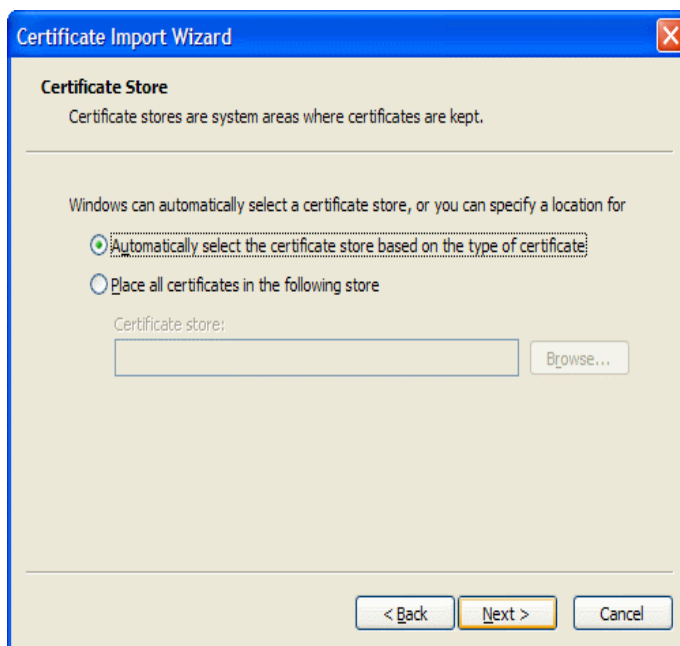 Certificate Import Wizard
Certificate Store
Certificate stores are system areas where certificates are kept.
Windows can automatically select a certificate store, or you can specify a location for
Automatically select the certificate store based on the type of certificate
Place all certificates in the following store
Certificate store:
Browse...
< Back
Next >
Cancel